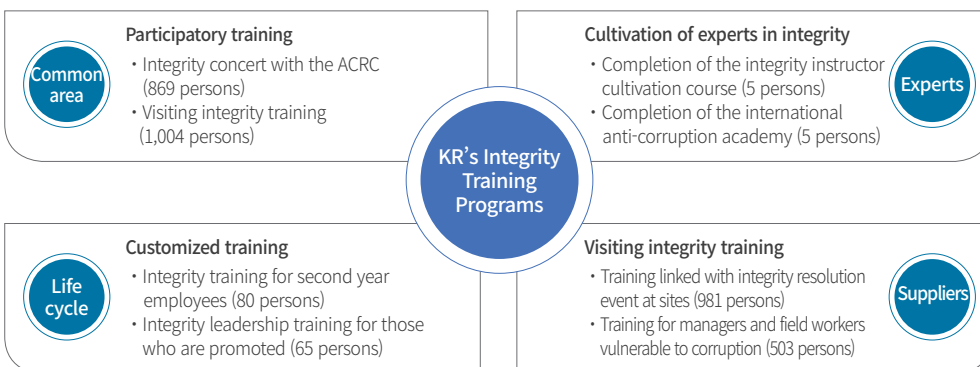 Common
area
Participatory training
・Integrity concert with the ACRC
(869 persons)
・Visiting integrity training
(1,004 persons)
Cultivation of experts in integrity
・Completion of the integrity instructor
cultivation course (5 persons)
・Completion of the international
anti-corruption academy (5 persons)
Experts
KR’s Integrity
Training
Programs
Life
cycle
Customized training
・Integrity training for second year
employees (80 persons)
・Integrity leadership training for those
who are promoted (65 persons)
Visiting integrity training
・Training linked with integrity resolution
event at sites (981 persons)
・Training for managers and field workers
vulnerable to corruption (503 persons)
Suppliers